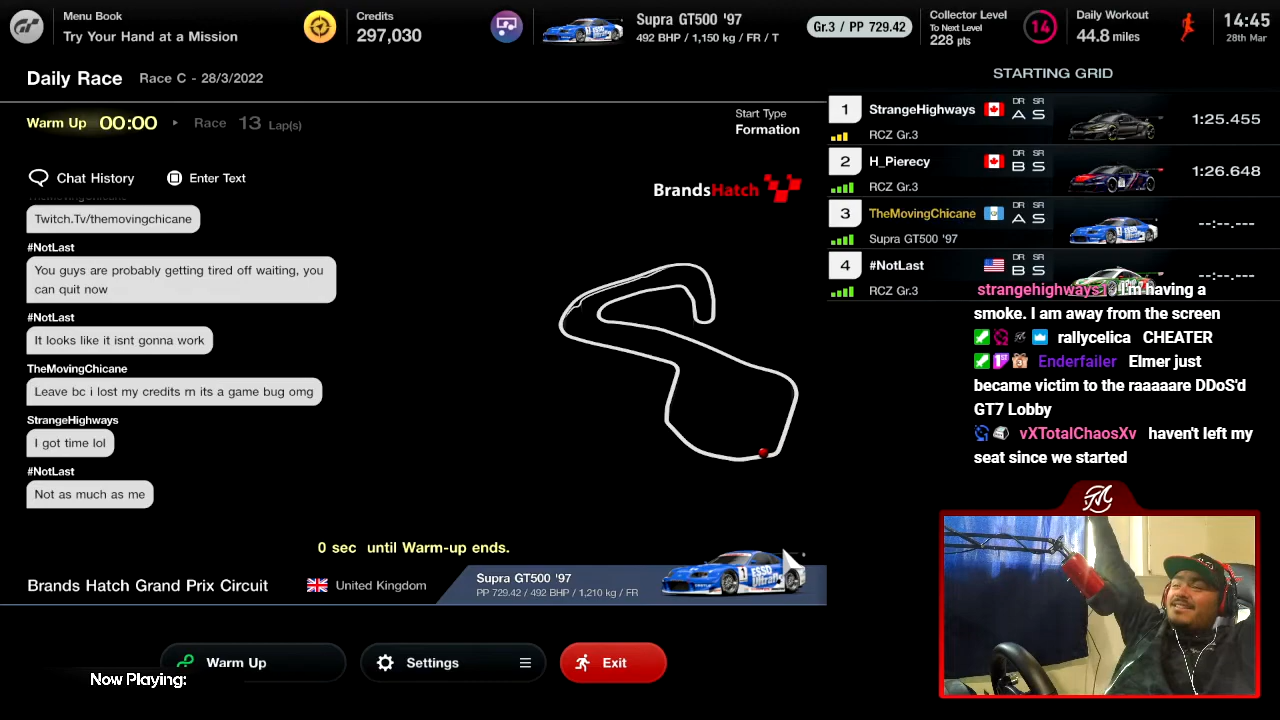 Menu Book
Try Your Hand at a Mission
Credits
297,030
Supra GT500 '97
492 BHP / 1,150 kg / FR / T
Gr.3 / PP 729.42
Collector Level
To Next Level
228 pts
14
Daily Workout
44.8 miles
14:45
28th Mar
Daily Race Race C - 28/3/2022
STARTING GRID
Warm Up 00:00 Race 13 Lap(s)
Start Type
Formation
Chat History Enter Text
BrandsHatch
TheMovingChicane
Twitch.Tv/themovingchicane
#NotLast
You guys are probably getting tired off waiting, you
can quit now
#NotLast
It looks like it isnt gonna work
TheMovingChicane
Leave bc i lost my credits rn its a game bug omg
StrangeHighways
I got time lol
#NotLast
Not as much as me
1 StrangeHighways DR A SR S 1:25.455
RCZ Gr.3
2 H_Pierecy DR B SR S 1:26.648
RCZ Gr.3
3 TheMovingChicane DR A SR S --:--.---
Supra GT500 '97
4 #NotLast DR B SR S --:--.---
RCZ Gr.3
I'm having a
smoke. I am away from the screen
rallycelica CHEATER
Enderfailer Elmer just
became victim to the raaaaare DDoS'd
GT7 Lobby
vXTotalChaosXv haven't left my
seat since we started
0 sec until Warm-up ends.
Brands Hatch Grand Prix Circuit United Kingdom
Supra GT500 '97
PP 729.42 / 492 BHP / 1,210 kg / FR
Warm Up Settings Exit
Now Playing: